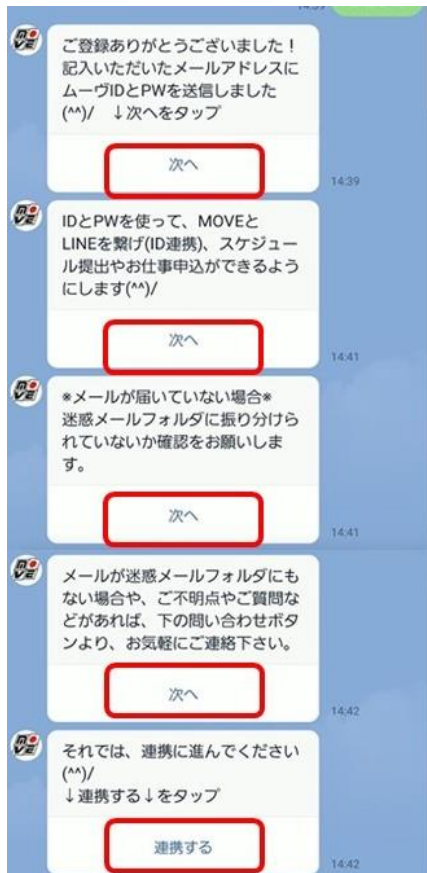 14:39
MOVE
ご登録ありがとうございました！
記入いただいたメールアドレスに
ムーヴIDとPWを送信しました
(^^)/　↓次へをタップ
次へ
14:39
MOVE
IDとPWを使って、MOVEと
LINEを繋げ(ID連携)、スケジュー
ル提出やお仕事申込ができるよう
にします(^^)/
次へ
14:41
MOVE
※メールが届いていない場合※
迷惑メールフォルダに振り分けら
れていないか確認をお願いしま
す。
次へ
14:41
MOVE
メールが迷惑メールフォルダにも
ない場合や、ご不明点やご質問な
どがあれば、下の問い合わせボタ
ンより、お気軽にご連絡下さい。
次へ
14:42
MOVE
それでは、連携に進んでください
(^^)/
↓連携する↓をタップ
連携する
14:42